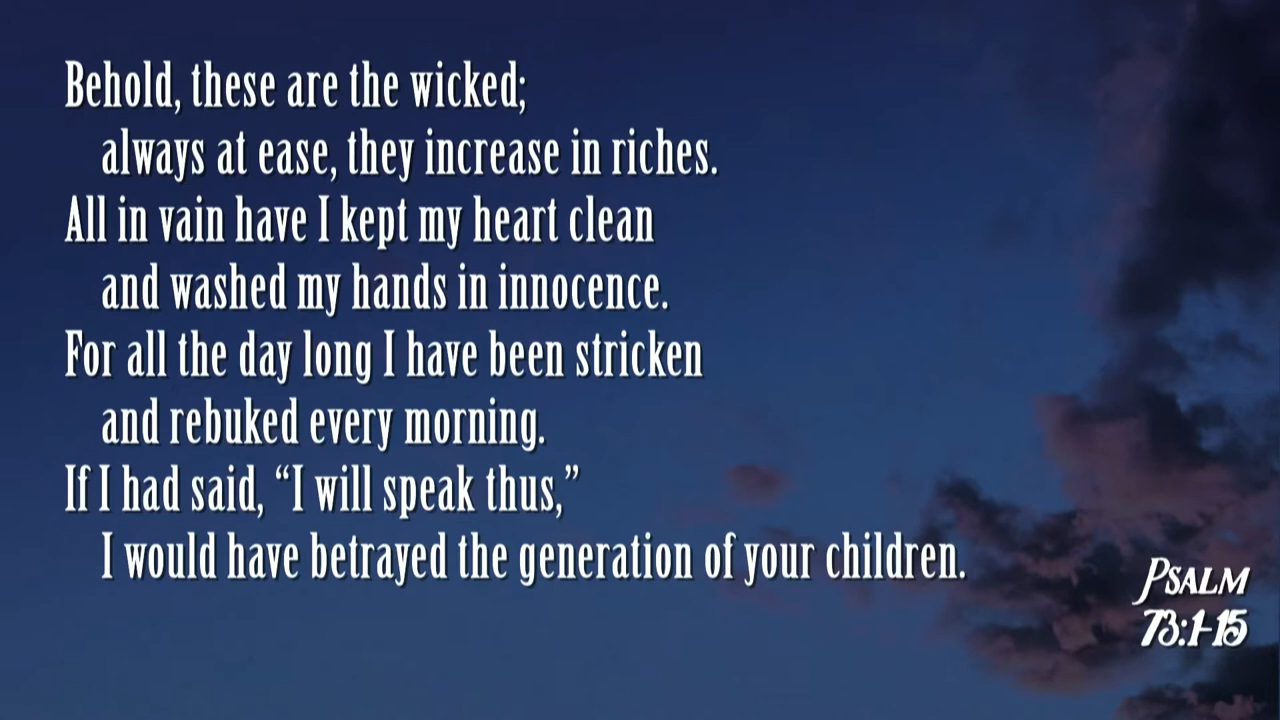 Behold, these are the wicked;
always at ease, they increase in riches.
All in vain have I kept my heart clean
and washed my hands in innocence.
For all the day long I have been stricken
and rebuked every morning.
If I had said, “I will speak thus,”
I would have betrayed the generation of your children.
Psalm
73:1-15